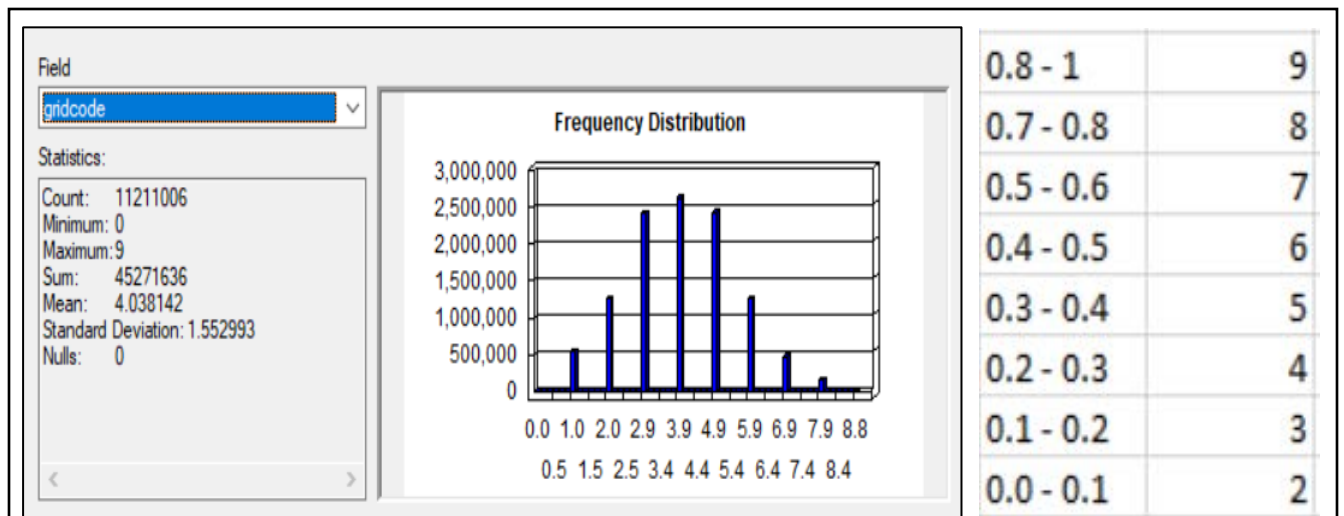 Field
gridcode
Statistics:
Count: 11211006
Minimum: 0
Maximum: 9
Sum: 45271636
Mean: 4.038142
Standard Deviation: 1.552993
Nulls: 0
Frequency Distribution
3,000,000
2,500,000
2,000,000
1,500,000
1,000,000
500,000
0
0.0 1.0 2.0 2.9 3.9 4.9 5.9 6.9 7.9 8.8
0.5 1.5 2.5 3.4 4.4 5.4 6.4 7.4 8.4
0.8 - 1 9
0.7 - 0.8 8
0.5 - 0.6 7
0.4 - 0.5 6
0.3 - 0.4 5
0.2 - 0.3 4
0.1 - 0.2 3
0.0 - 0.1 2